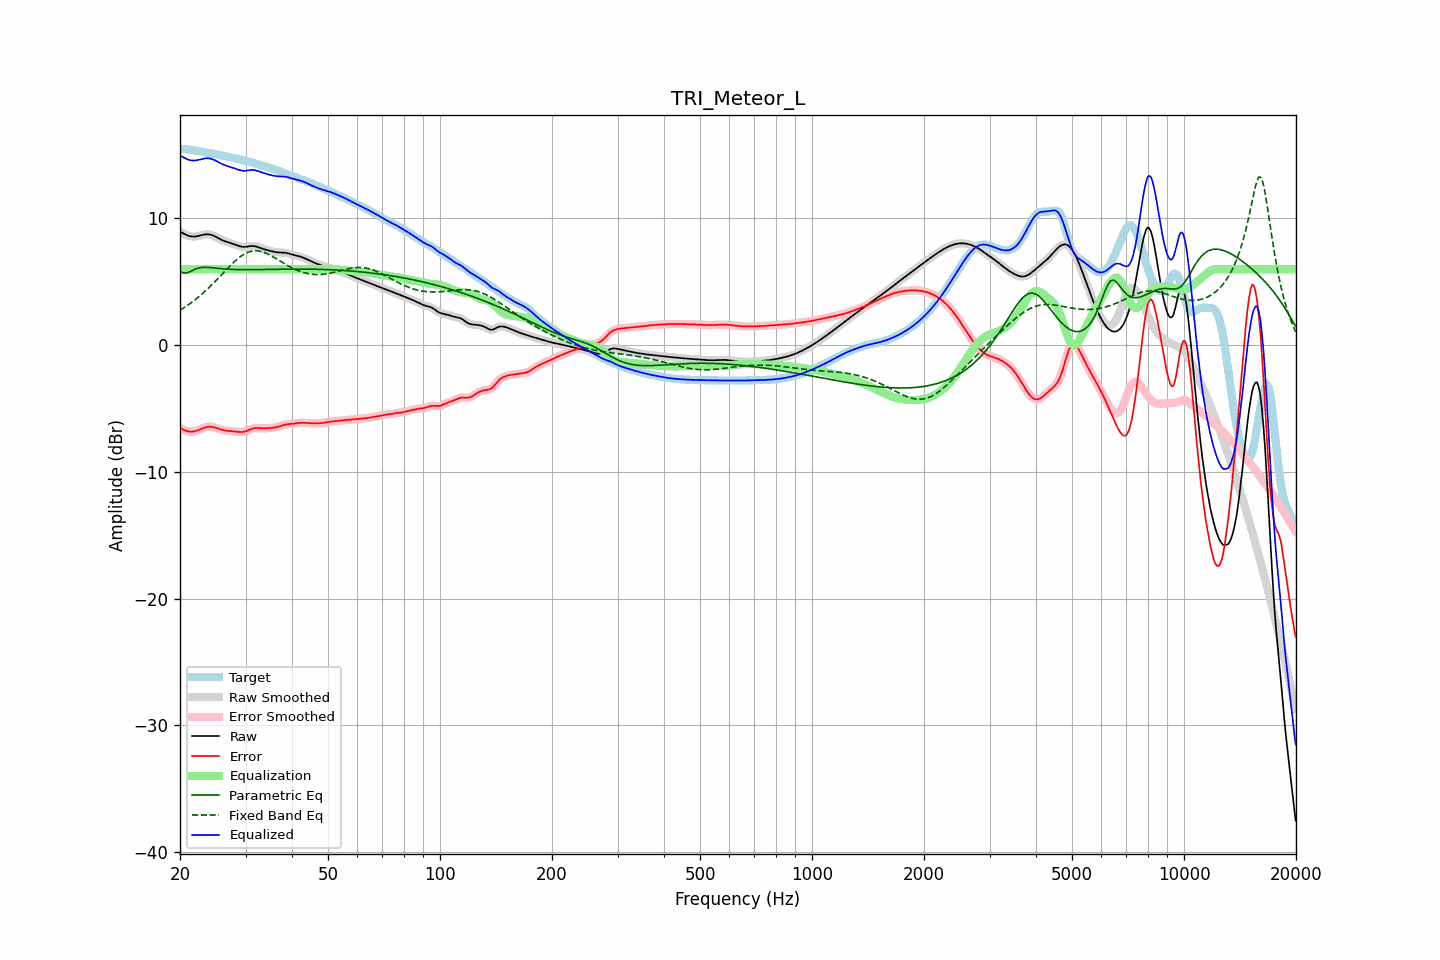 TRI_Meteor_L
Amplitude (dBr)
10
0
−10
−20
−30
−40
Target
Raw Smoothed
Error Smoothed
Raw
Error
Equalization
Parametric Eq
Fixed Band Eq
Equalized
20 50 100 200 500 1000 2000 5000 10000 20000
Frequency (Hz)